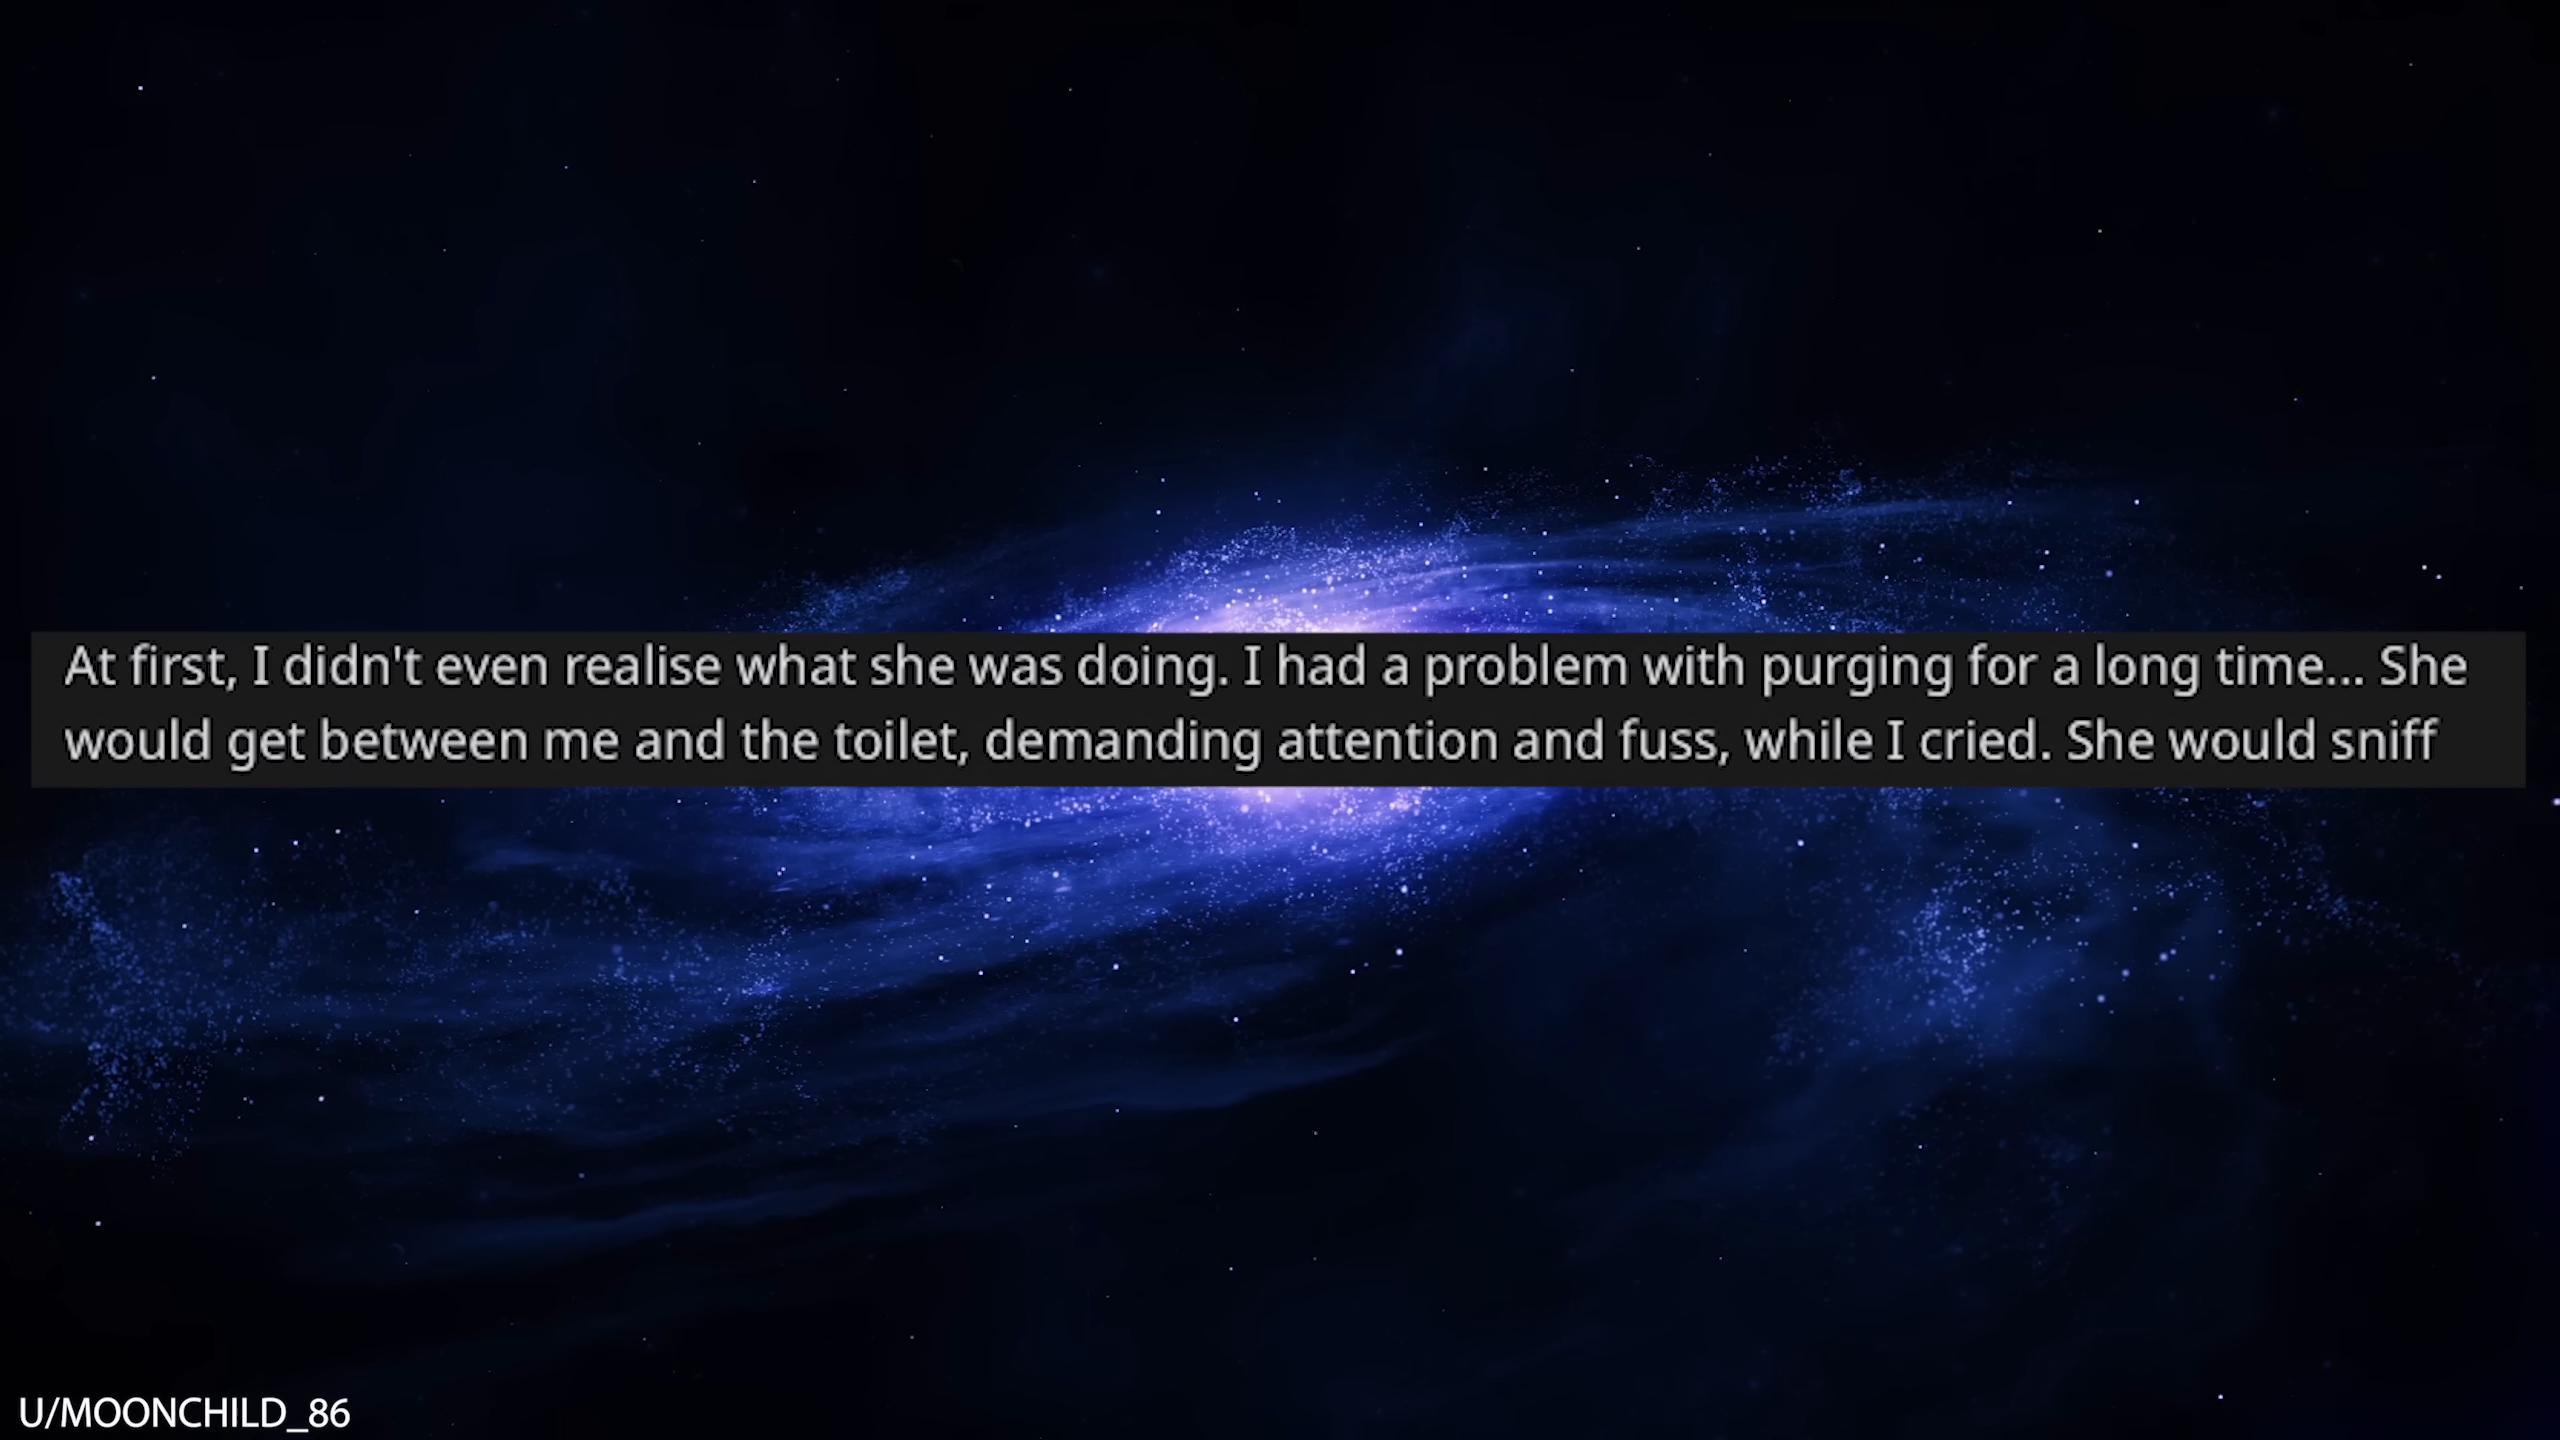 At first, I didn't even realise what she was doing. I had a problem with purging for a long time... She
would get between me and the toilet, demanding attention and fuss, while I cried. She would sniff
U/MOONCHILD_86